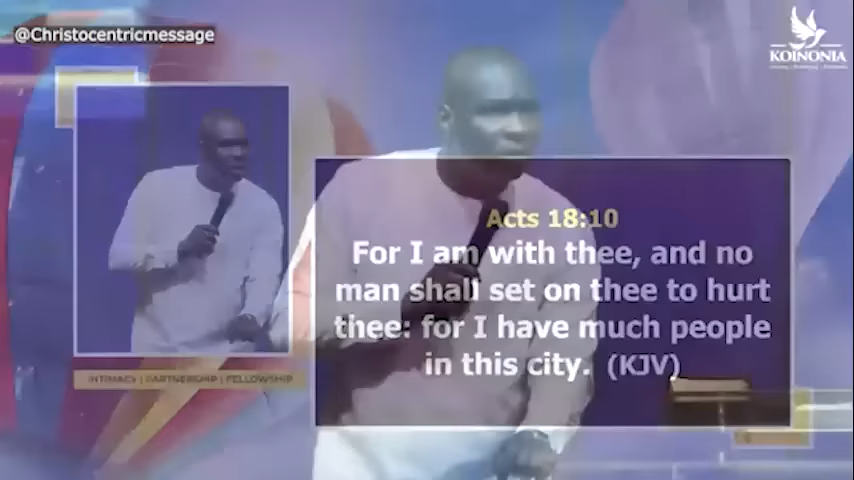 @Christocentricmessage
KOINONIA
Acts 18:10
For I am with thee, and no
man shall set on thee to hurt
thee: for I have much people
in this city. (KJV)
INTIMACY | PARTNERSHIP | FELLOWSHIP